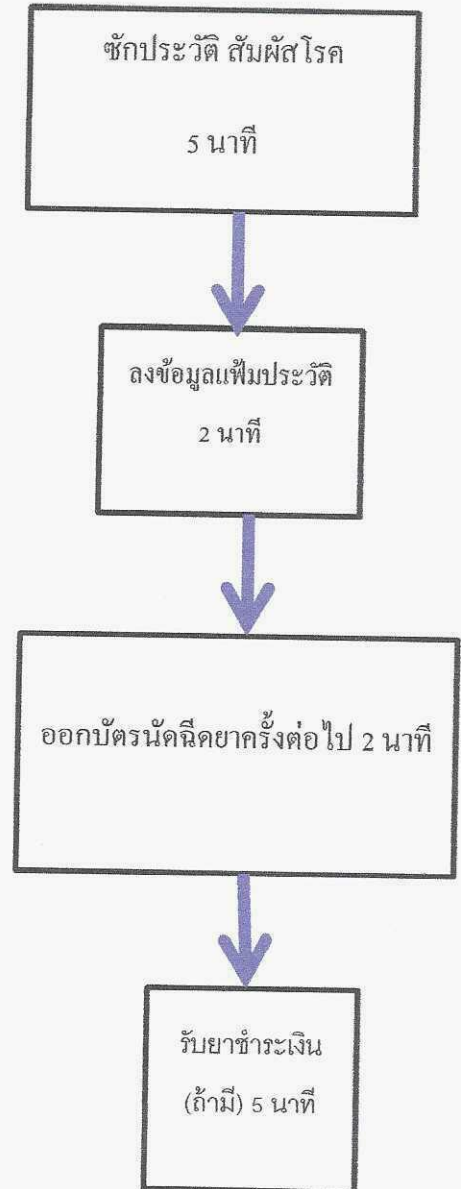 ซักประวัติ สัมผัสโรค
5 นาที
ลงข้อมูลแฟ้มประวัติ
2 นาที
ออกบัตรนัดฉีดยาครั้งต่อไป 2 นาที
รับยาชำระเงิน
(ถ้ามี) 5 นาที